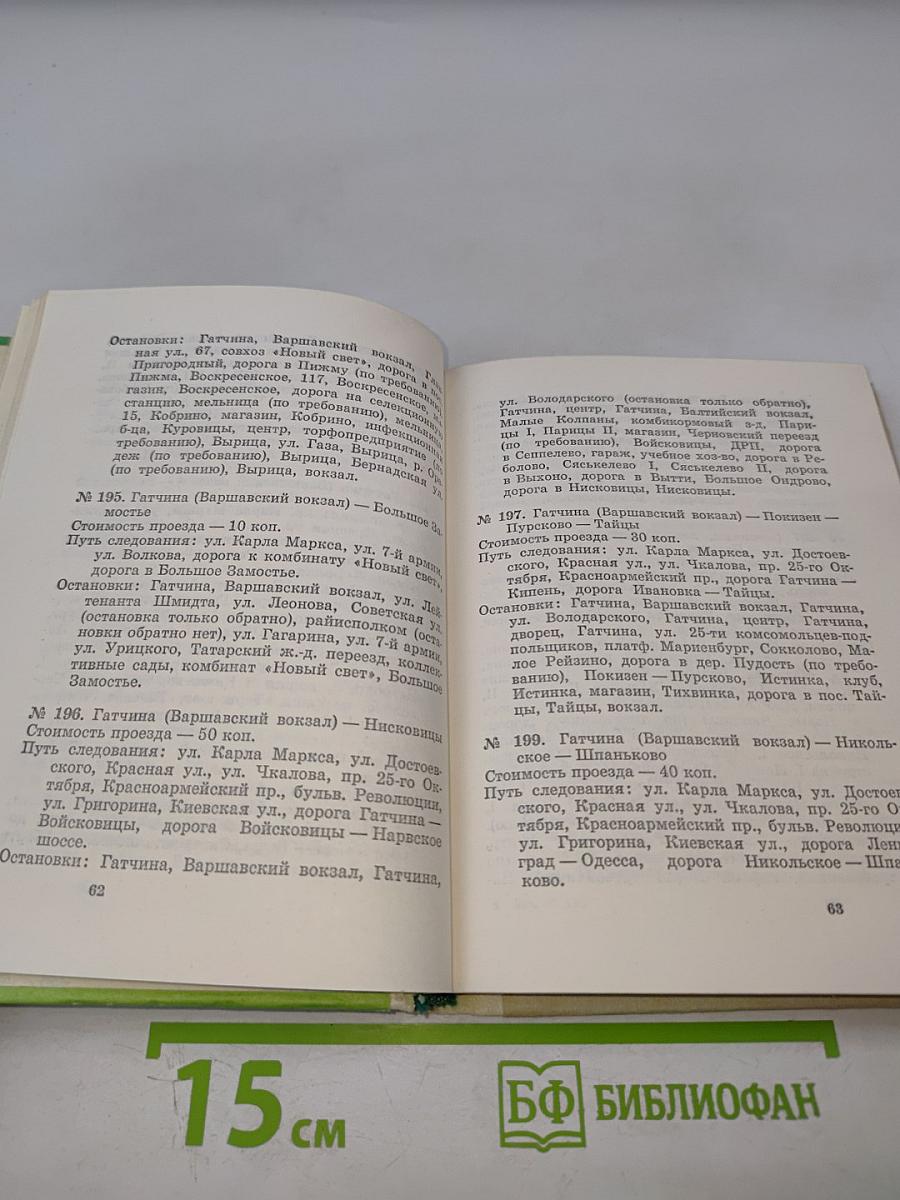 Остановки: Гатчина, Варшавский вокзал,
ная ул., 67, совхоз «Новый свет», дорога в пос.
Пригородный, дорога в Пижму (по требованию),
Пижма, Воскресенское, 117, Воскресенское, ма-
газин, Воскресенское, дорога на селекционную
станцию, мельница (по требованию), мельница
15, Кобрино, магазин, Кобрино, инфекционная
б-ца, Куровицы, центр, торфопредприятие (по
требованию), Вырица, ул. Газа, Вырица, р.
деж (по требованию), Вырица, Бернадская ул.
(по требованию), Вырица, вокзал.
№ 195. Гатчина (Варшавский вокзал) — Большое За-
мостье
Стоимость проезда — 10 коп.
Путь следования: ул. Карла Маркса, ул. 7-й армии,
ул. Волкова, дорога к комбинату «Новый свет»,
дорога в Большое Замостье.
Остановки: Гатчина, Варшавский вокзал, ул. Лей-
тенанта Шмидта, ул. Леонова, Советская ул.
(остановка только обратно), райисполком (оста-
новки обратно нет), ул. Гагарина, ул. 7-й армии,
ул. Урицкого, Татарский ж.-д. переезд, коллек-
тивные сады, комбинат «Новый свет», Большое
Замостье.
№ 196. Гатчина (Варшавский вокзал) — Нисковицы
Стоимость проезда — 50 коп.
Путь следования: ул. Карла Маркса, ул. Достоев-
ского, Красная ул., ул. Чкалова, пр. 25-го Ок-
тября, Красноармейский пр., бульв. Революции,
ул. Григорина, Киевская ул., дорога Гатчина —
Войсковицы, дорога Войсковицы — Нарвское
шоссе.
Остановки: Гатчина, Варшавский вокзал, Гатчина,
62
ул. Володарского (остановка только обратно),
Гатчина, центр, Гатчина, Балтийский вокзал,
Малые Колпаны, комбикормовый з-д, Пари-
цы I, Парицы II, магазин, Черновский переезд
(по требованию), Войсковицы, ДРП, дорога
в Сеппелево, гараж, учебное хоз-во, дорога в Ре-
болово, Сяськелево I, Сяськелево II, дорога
в Выхоно, дорога в Вытти, Большое Ондрово,
дорога в Нисковицы, Нисковицы.
№ 197. Гатчина (Варшавский вокзал) — Покизен —
Пурсково — Тайцы
Стоимость проезда — 30 коп.
Путь следования: ул. Карла Маркса, ул. Достоев-
ского, Красная ул., ул. Чкалова, пр. 25-го Ок-
тября, Красноармейский пр., дорога Гатчина —
Кипень, дорога Ивановка — Тайцы.
Остановки: Гатчина, Варшавский вокзал, Гатчина,
ул. Володарского, Гатчина, центр, Гатчина,
дворец, Гатчина, ул. 25-ти комсомольцев-под-
польщиков, платф. Мариенбург, Сокколово, Ма-
лое Рейзино, дорога в дер. Пудость (по требо-
ванию), Покизен — Пурсково, Истинка, клуб,
Истинка, магазин, Тихвинка, дорога в пос. Тай-
цы, Тайцы, вокзал.
№ 199. Гатчина (Варшавский вокзал) — Николь-
ское — Шпаньково
Стоимость проезда — 40 коп.
Путь следования: ул. Карла Маркса, ул. Достоев
ского, Красная ул., ул. Чкалова, пр. 25-го О
тября, Красноармейский пр., бульв. Революци
ул. Григорина, Киевская ул., дорога Лени
град — Одесса, дорога Никольское — Шпа
ково.
63
15 см
БФ БИБЛИОФАН